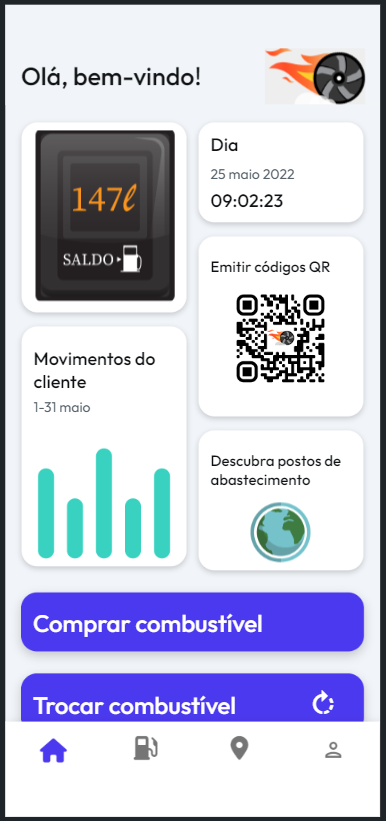 Olá, bem-vindo!
147ℓ
SALDO
Dia
25 maio 2022
09:02:23
Emitir códigos QR
Movimentos do
cliente
1-31 maio
Descubra postos de
abastecimento
Comprar combustível
Trocar combustível